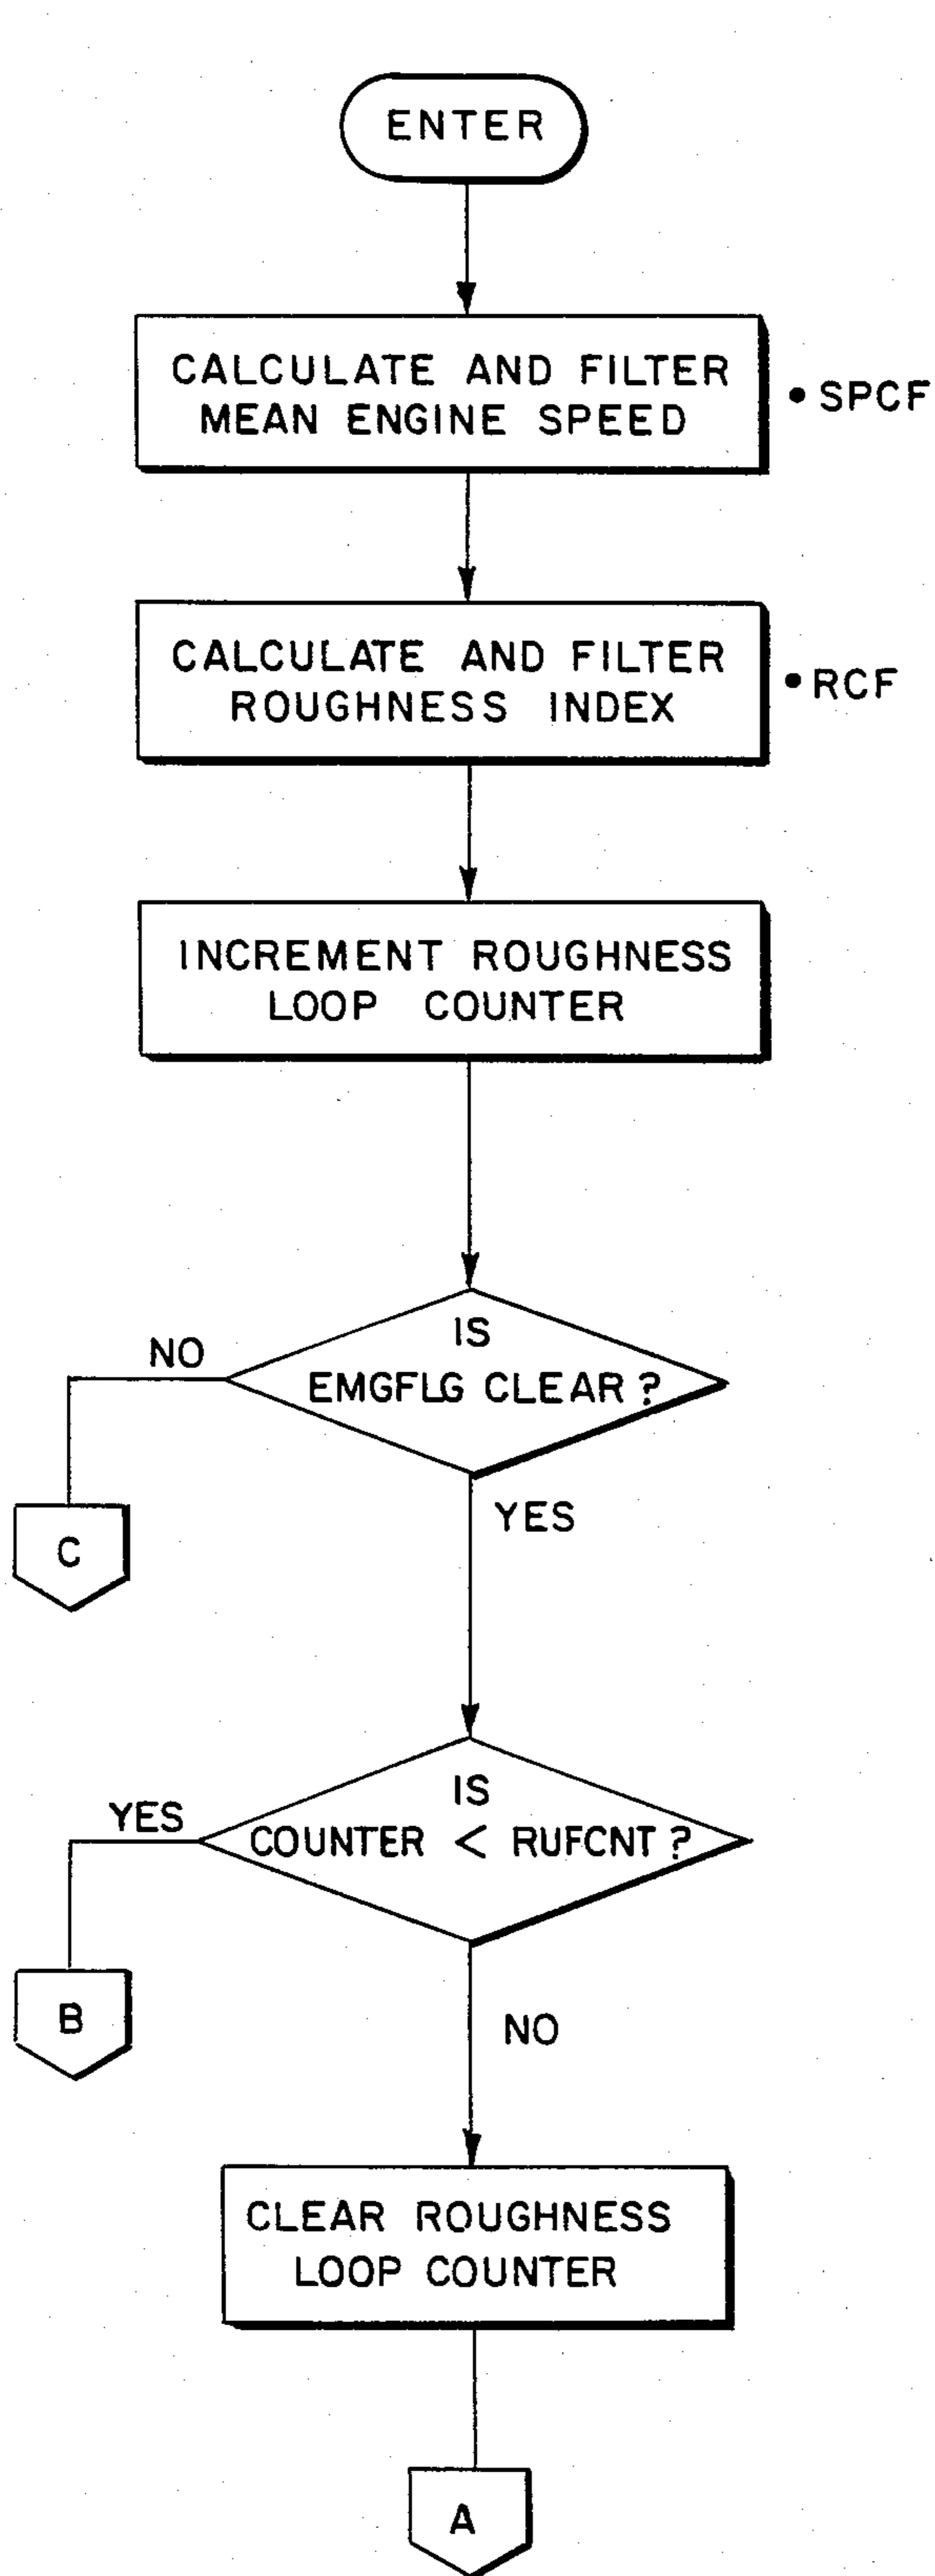 ENTER
CALCULATE AND FILTER
MEAN ENGINE SPEED
• SPCF
CALCULATE AND FILTER
ROUGHNESS INDEX
• RCF
INCREMENT ROUGHNESS
LOOP COUNTER
IS
EMGFLG CLEAR?
NO
C
YES
IS
COUNTER < RUFCNT?
YES
B
NO
CLEAR ROUGHNESS
LOOP COUNTER
A